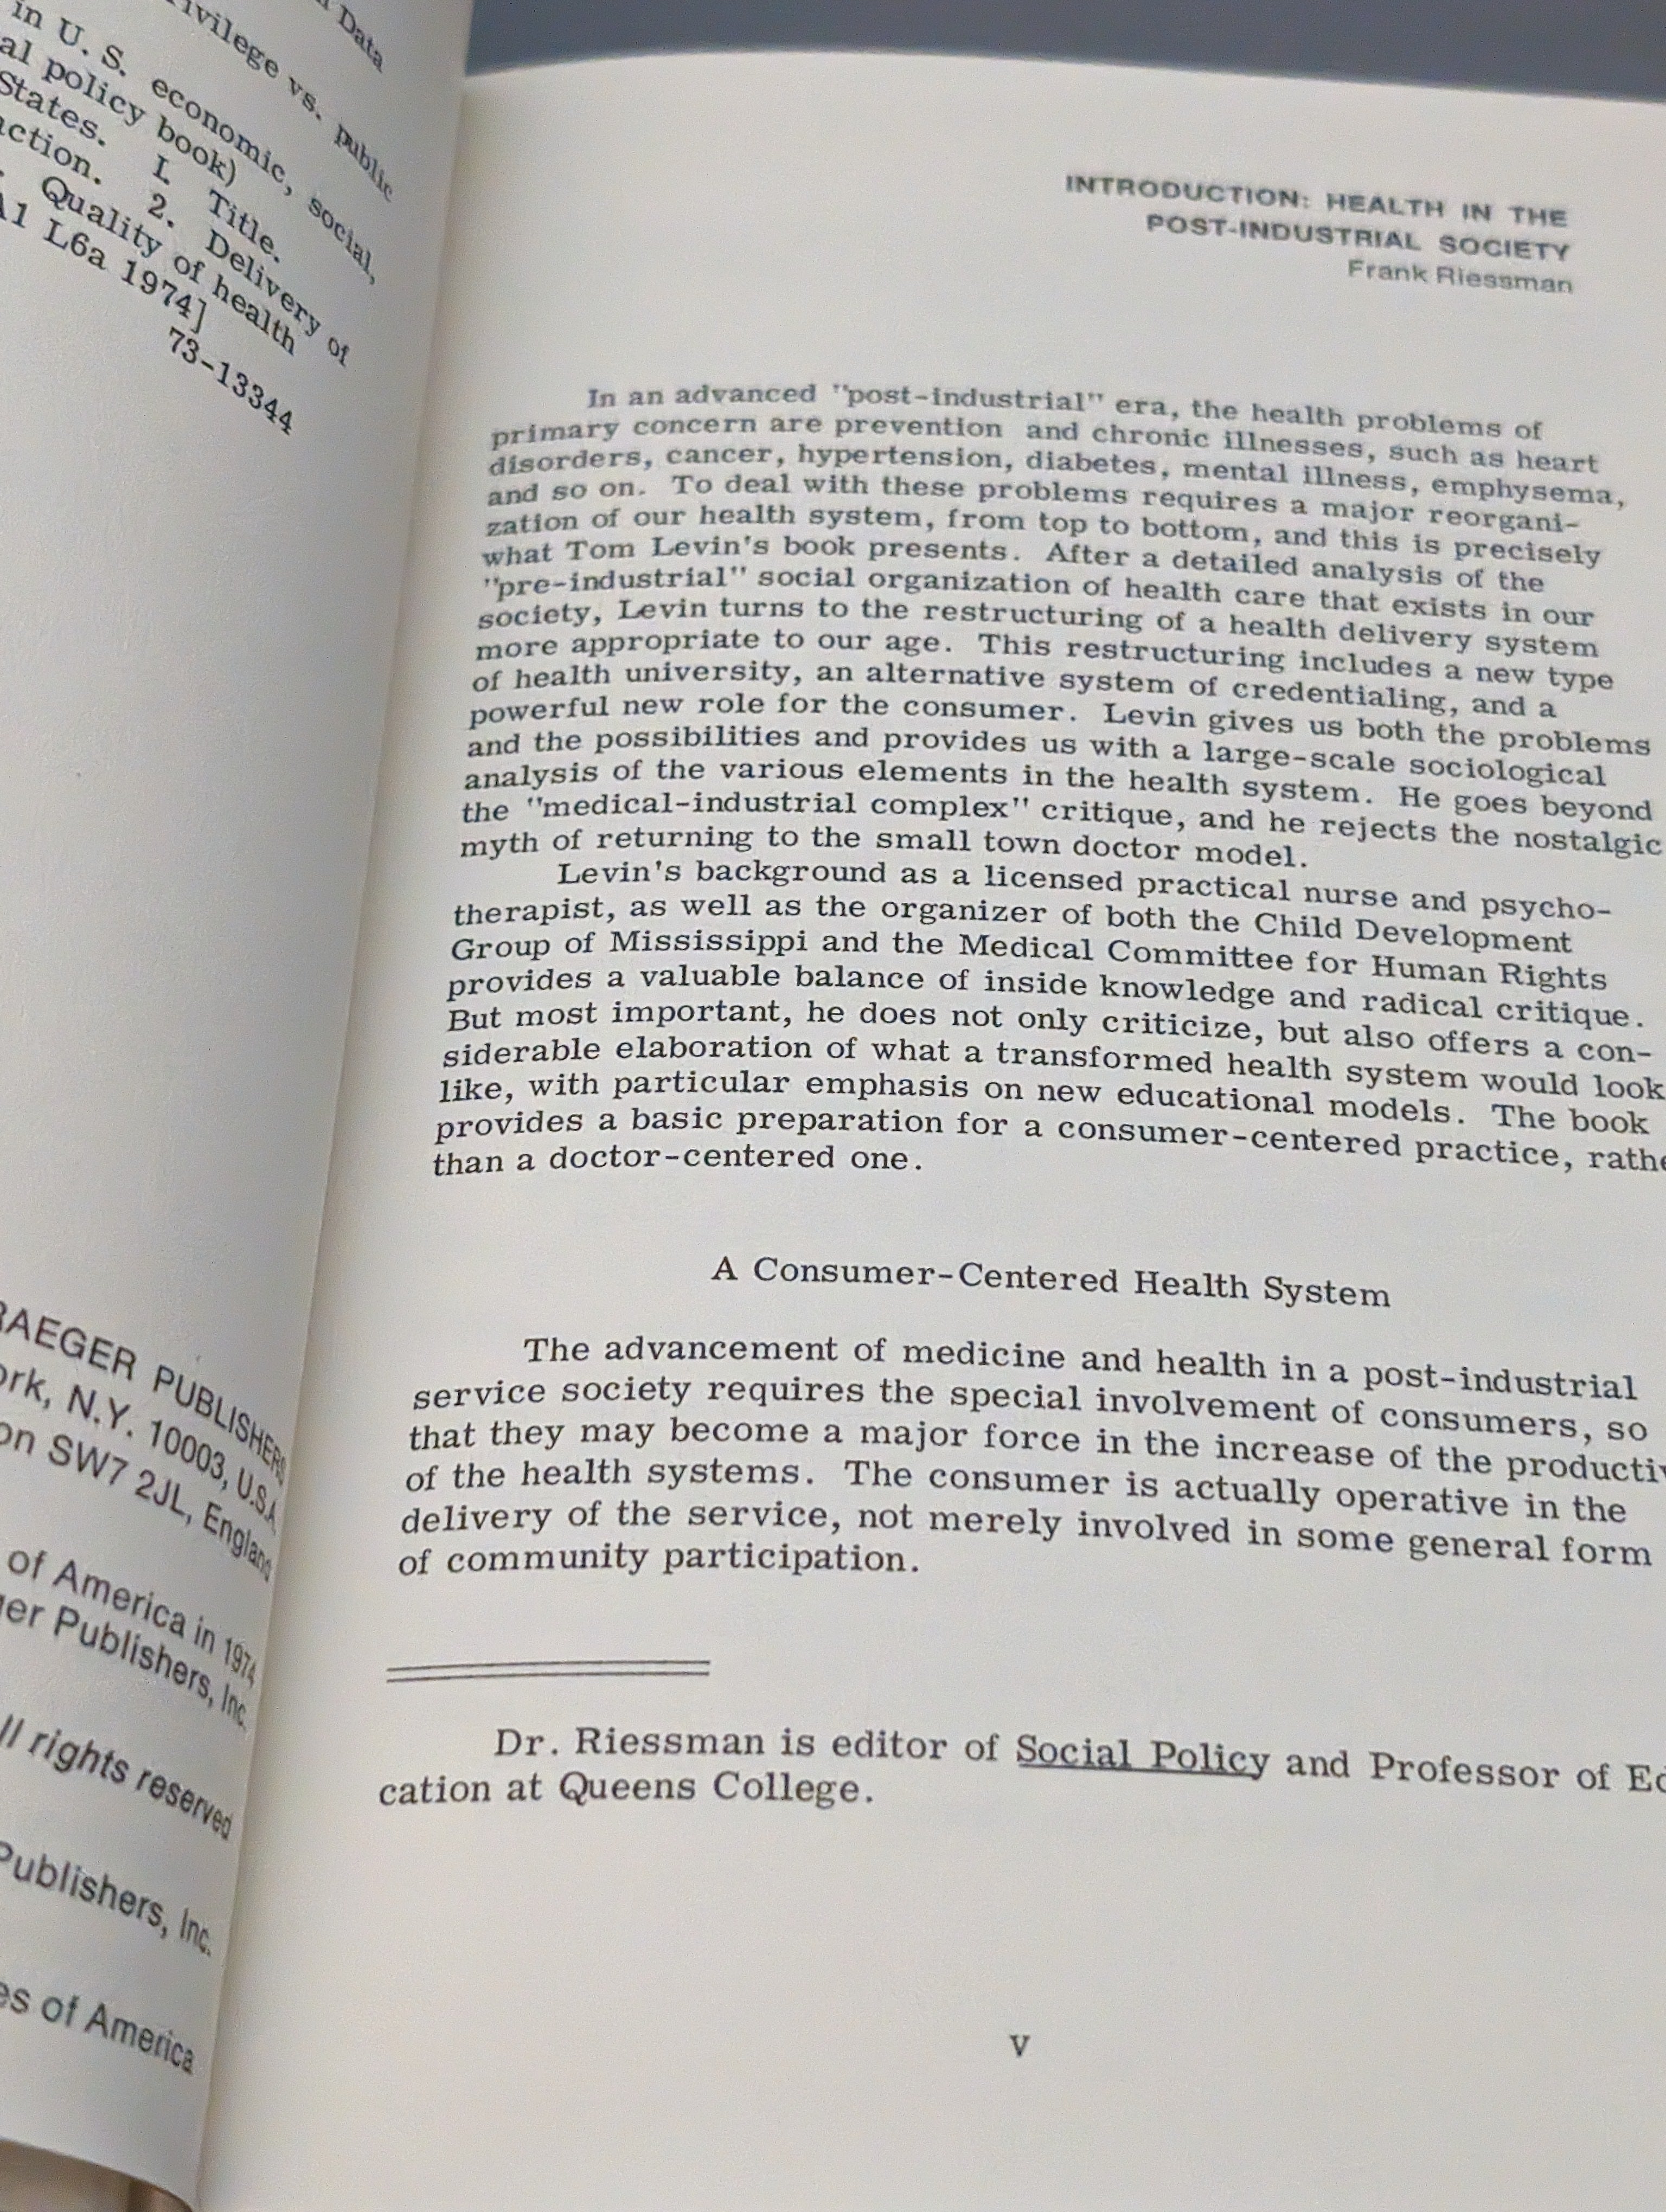 Data
vs. public
in U. S. economic, social,
policy book)
States. I. Title.
2. Delivery of
Quality of health
L6a 1974]
73-13344
PUBLISHERS
N.Y. 10003, U.S.A.
SW7 2JL, England
of America in 1974
Publishers, Inc.
rights reserved
Publishers, Inc.
of America
INTRODUCTION: HEALTH IN THE
POST-INDUSTRIAL SOCIETY
Frank Riessman
In an advanced "post-industrial" era, the health problems of
primary concern are prevention and chronic illnesses, such as heart
disorders, cancer, hypertension, diabetes, mental illness, emphysema,
and so on. To deal with these problems requires a major reorgani-
zation of our health system, from top to bottom, and this is precisely
what Tom Levin's book presents. After a detailed analysis of the
"pre-industrial" social organization of health care that exists in our
society, Levin turns to the restructuring of a health delivery system
more appropriate to our age. This restructuring includes a new type
of health university, an alternative system of credentialing, and a
powerful new role for the consumer. Levin gives us both the problems
and the possibilities and provides us with a large-scale sociological
analysis of the various elements in the health system. He goes beyond
the "medical-industrial complex" critique, and he rejects the nostalgic
myth of returning to the small town doctor model.
Levin's background as a licensed practical nurse and psycho-
therapist, as well as the organizer of both the Child Development
Group of Mississippi and the Medical Committee for Human Rights
provides a valuable balance of inside knowledge and radical critique.
But most important, he does not only criticize, but also offers a con-
siderable elaboration of what a transformed health system would look
like, with particular emphasis on new educational models. The book
provides a basic preparation for a consumer-centered practice,
than a doctor-centered one.
A Consumer-Centered Health System
The advancement of medicine and health in a post-industrial
service society requires the special involvement of consumers, so
that they may become a major force in the increase of the
of the health systems. The consumer is actually operative in the
delivery of the service, not merely involved in some general form
of community participation.
Dr. Riessman is editor of Social Policy and Professor of
cation at Queens College.
v